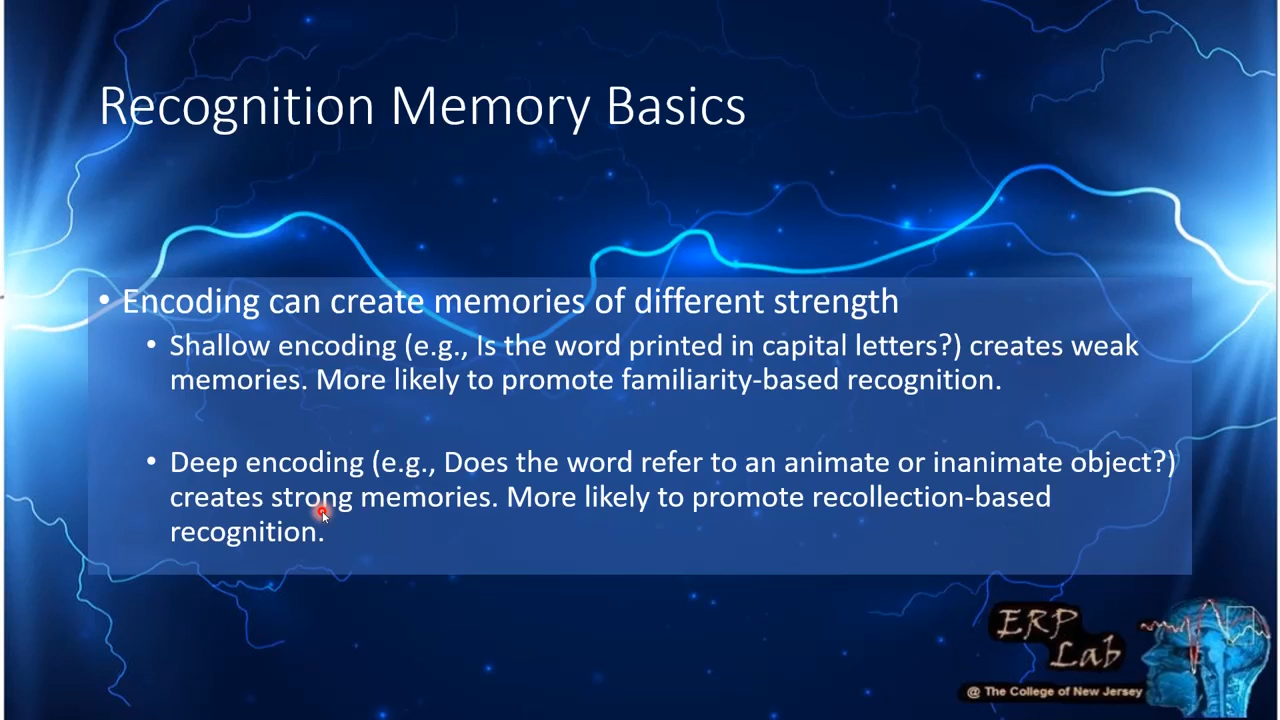 Recognition Memory Basics
• Encoding can create memories of different strength
• Shallow encoding (e.g., Is the word printed in capital letters?) creates weak
memories. More likely to promote familiarity-based recognition.
• Deep encoding (e.g., Does the word refer to an animate or inanimate object?)
creates strong memories. More likely to promote recollection-based
recognition.
ERP
Lab
@ The College of New Jersey